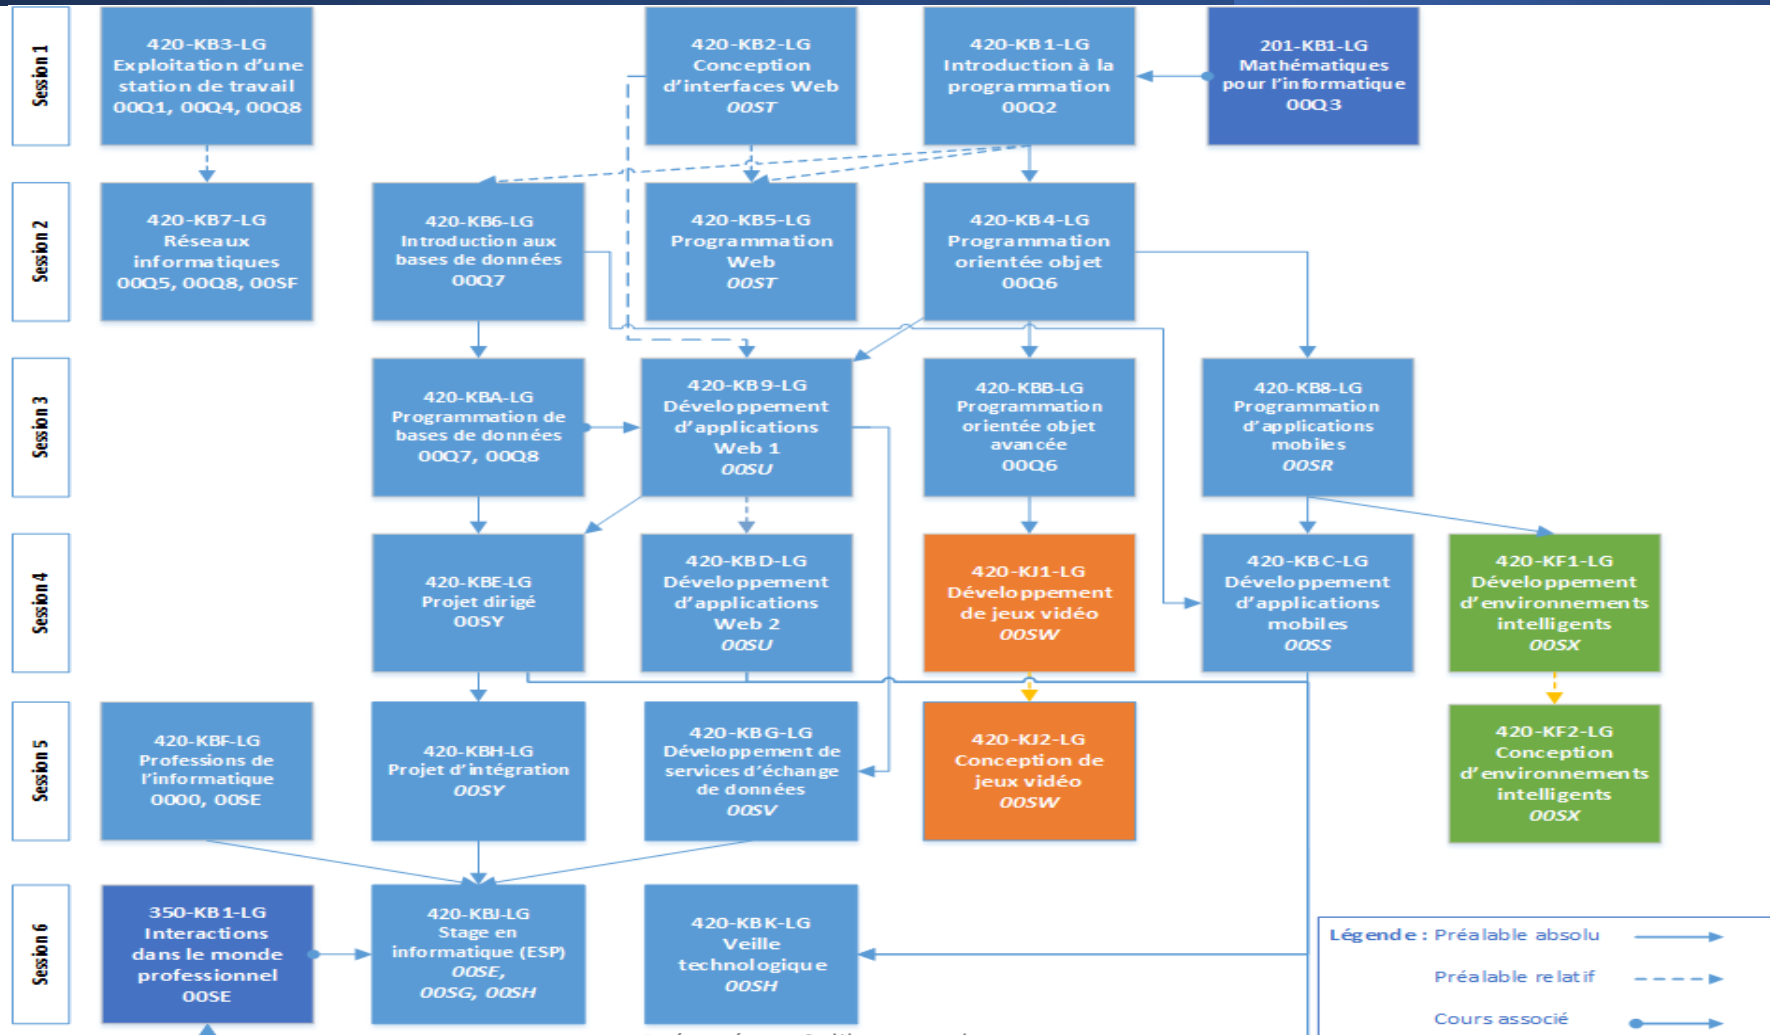 Session 1
420-KB3-LG
Exploitation d'une
station de travail
00Q1, 00Q4, 00Q8
420-KB2-LG
Conception
d'interfaces Web
00ST
420-KB1-LG
Introduction à la
programmation
00Q2
201-KB1-LG
Mathématiques
pour l'informatique
00Q3
Session 2
420-KB7-LG
Réseaux
informatiques
00Q5, 00Q8, 00SF
420-KB6-LG
Introduction aux
bases de données
00Q7
420-KB5-LG
Programmation
Web
00ST
420-KB4-LG
Programmation
orientée objet
00Q6
Session 3
420-KBA-LG
Programmation de
bases de données
00Q7, 00Q8
420-KB9-LG
Développement
d'applications
Web 1
00SU
420-KBB-LG
Programmation
orientée objet
avancée
00Q6
420-KB8-LG
Programmation
d'applications
mobiles
00SR
Session 4
420-KBE-LG
Projet dirigé
00SY
420-KBD-LG
Développement
d'applications
Web 2
00SU
420-KJ1-LG
Développement
de jeux vidéo
00SW
420-KBC-LG
Développement
d'applications
mobiles
00SS
420-KF1-LG
Développement
d'environnements
intelligents
00SX
Session 5
420-KBF-LG
Professions de
l'informatique
0000, 00SE
420-KBH-LG
Projet d'intégration
00SY
420-KBG-LG
Développement de
services d'échange
de données
00SV
420-KJ2-LG
Conception de
jeux vidéo
00SW
420-KF2-LG
Conception
d'environnements
intelligents
00SX
Session 6
350-KB1-LG
Interactions
dans le monde
professionnel
00SE
420-KBJ-LG
Stage en
informatique (ESP)
00SE,
00SG, 00SH
420-KBK-LG
Veille
technologique
00SH
Légende : Préalable absolu
Préalable relatif
Cours associé